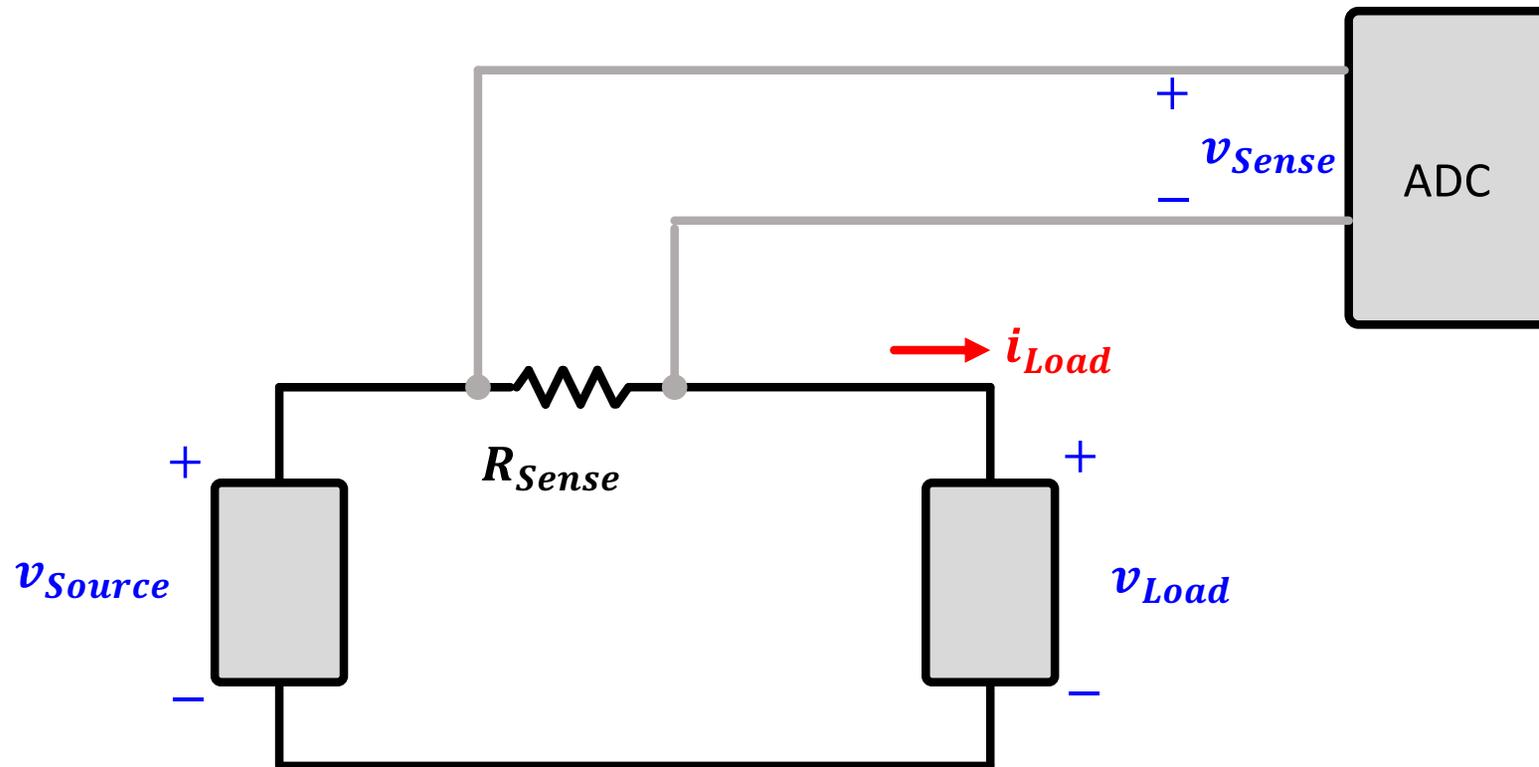 +
v_Sense
−
ADC
i_Load
+
R_Sense
+
v_Source
v_Load
−
−